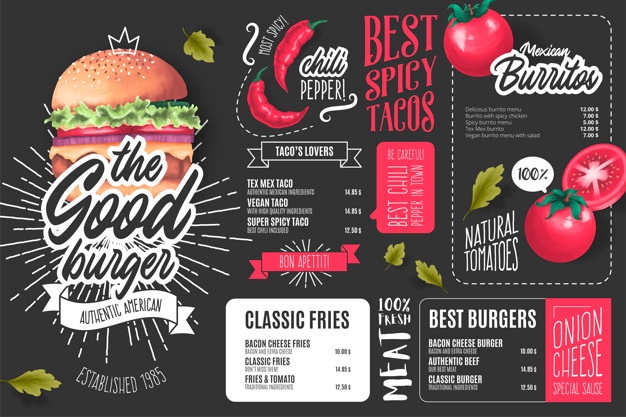 the
Good
burger
AUTHENTIC AMERICAN
ESTABLISHED 1985
MOST SPICY!
chili
PEPPER!
BEST
SPICY
TACOS
TACO'S LOVERS
TEX MEX TACO
AUTHENTIC MEXICAN INGREDIENTS 14.85 $
VEGAN TACO
WITH HIGH QUALITY INGREDIENTS 14.85 $
SUPER SPICY TACO
BEST CHILI INCLUDED 12.50 $
BE CAREFUL!
BEST CHILI
PEPPER IN TOWN
BON APPETIT!
Mexican
Burritos
Delicious burrito menu 12.00 $
Burrito with spicy chicken 7.00 $
Spicy burrito menu 5.00 $
Tex Mex burrito 12.00 $
Vegan burrito menu with salad 7.00 $
100%
NATURAL
TOMATOES
CLASSIC FRIES
BACON CHEESE FRIES
BACON AND EXTRA CHEESE 10.00 $
CLASSIC FRIES
DON'T MISS THEM! 14.85 $
FRIES & TOMATO
TRADITIONAL INGREDIENTS 12.50 $
100%
FRESH
MEAT
BEST BURGERS
BACON CHEESE BURGER
BACON AND EXTRA CHEESE 10.00 $
AUTHENTIC BEEF
OUR BEST MEAT 14.85 $
CLASSIC BURGER
TRADITIONAL INGREDIENTS 12.50 $
ONION
CHEESE
SPECIAL SAUSE